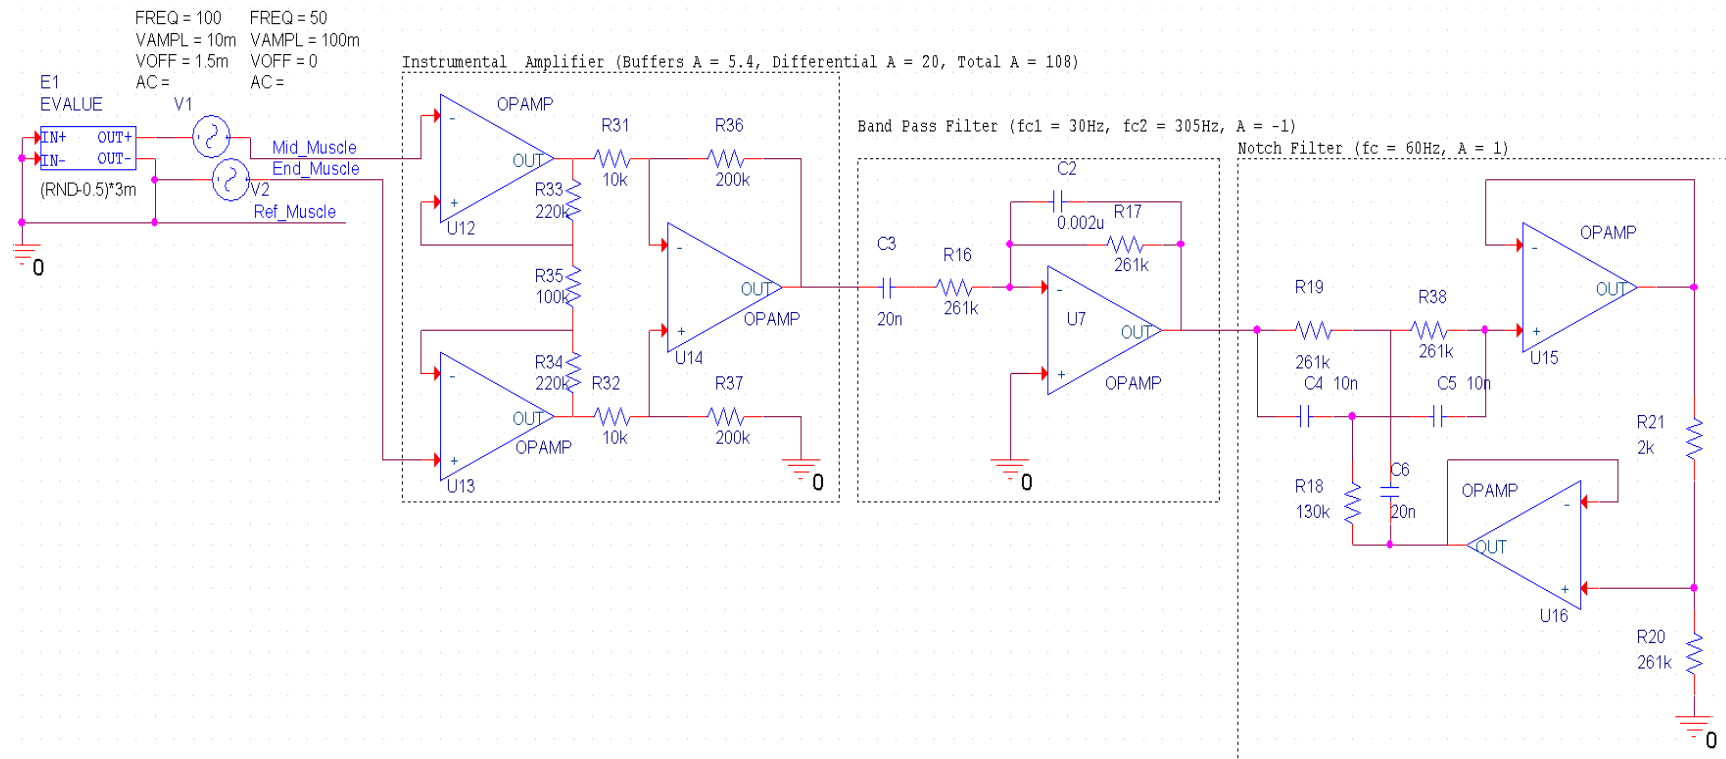 FREQ = 100 FREQ = 50
VAMPL = 10m VAMPL = 100m
VOFF = 1.5m VOFF = 0
AC = AC =
E1
EVALUE
V1
IN+ OUT+
IN- OUT-
(RND-0.5)*3m
V2
Mid_Muscle
End_Muscle
Ref_Muscle
0
Instrumental Amplifier (Buffers A = 5.4, Differential A = 20, Total A = 108)
OPAMP
-
OUT
+
U12
R31
10k
R36
200k
R33
220k
R35
100k
R34
220k
-
OUT
+
OPAMP
U13
R32
10k
R37
200k
-
OUT
+
OPAMP
U14
0
Band Pass Filter (fc1 = 30Hz, fc2 = 305Hz, A = -1)
C2
0.002u
R17
261k
C3
20n
R16
261k
-
U7
OUT
+
OPAMP
0
Notch Filter (fc = 60Hz, A = 1)
OPAMP
-
OUT
+
U15
R19
261k
R38
261k
C4 10n
C5 10n
R18
130k
C6
20n
OPAMP
-
OUT
+
U16
R21
2k
R20
261k
0